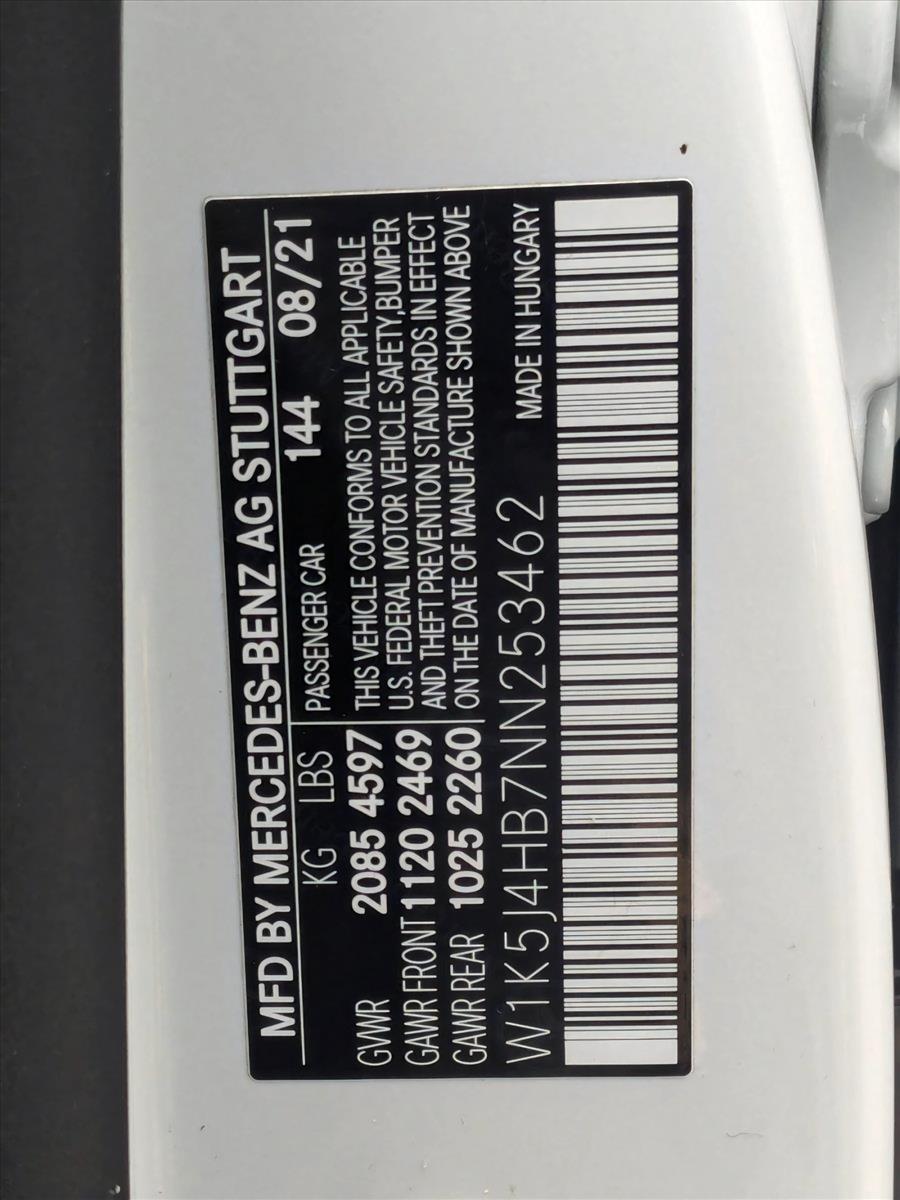 MFD BY MERCEDES-BENZ AG STUTTGART
KG LBS
GVWR 2085 4597
GAWR FRONT 1120 2469
GAWR REAR 1025 2260
PASSENGER CAR 144 08/21
THIS VEHICLE CONFORMS TO ALL APPLICABLE
U.S. FEDERAL MOTOR VEHICLE SAFETY,BUMPER
AND THEFT PREVENTION STANDARDS IN EFFECT
ON THE DATE OF MANUFACTURE SHOWN ABOVE
W1K5J4HB7NN253462 MADE IN HUNGARY